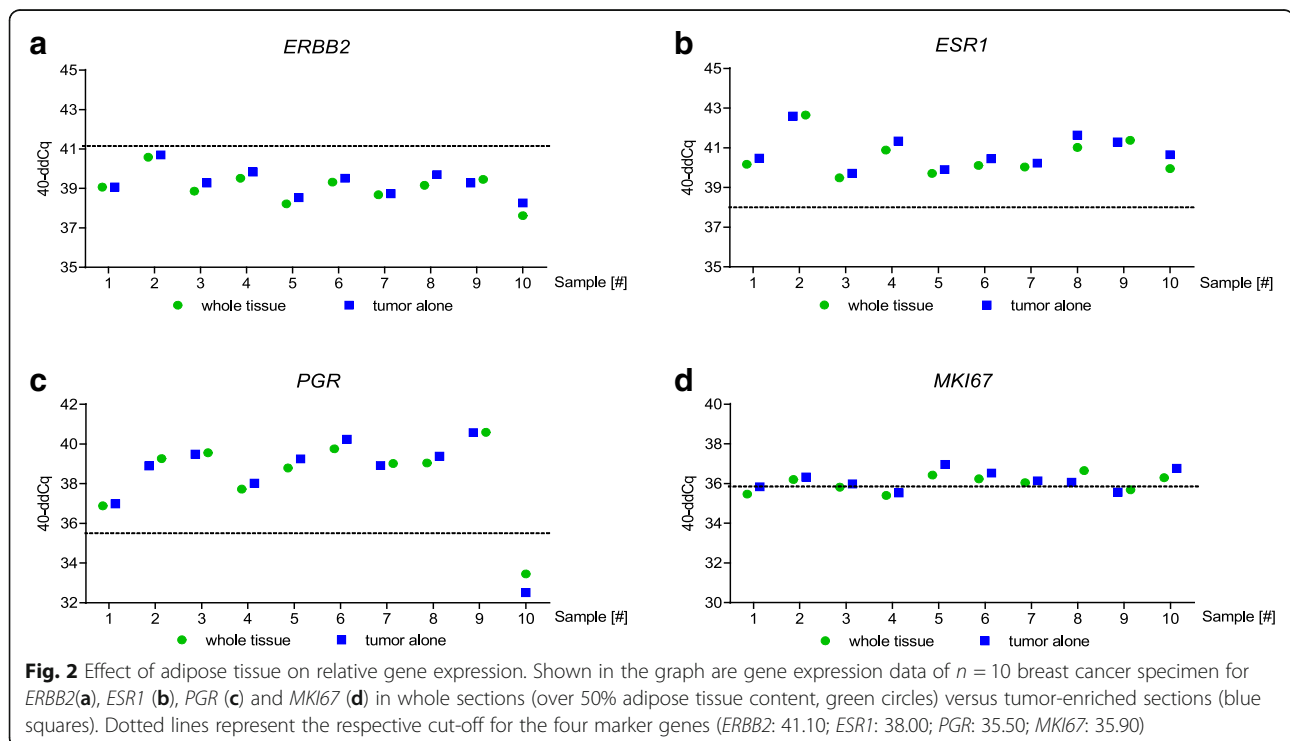 a
ERBB2
45
43
41
39
37
35
40-ddCq
1 2 3 4 5 6 7 8 9 10
Sample [#]
whole tissue tumor alone
b
ESR1
45
43
41
39
37
35
40-ddCq
1 2 3 4 5 6 7 8 9 10
Sample [#]
whole tissue tumor alone
c
PGR
42
40
38
36
34
32
40-ddCq
1 2 3 4 5 6 7 8 9 10
Sample [#]
whole tissue tumor alone
d
MKI67
40
38
36
34
32
30
40-ddCq
1 2 3 4 5 6 7 8 9 10
Sample [#]
whole tissue tumor alone
Fig. 2 Effect of adipose tissue on relative gene expression. Shown in the graph are gene expression data of n = 10 breast cancer specimen for
ERBB2(a), ESR1 (b), PGR (c) and MKI67 (d) in whole sections (over 50% adipose tissue content, green circles) versus tumor-enriched sections (blue
squares). Dotted lines represent the respective cut-off for the four marker genes (ERBB2: 41.10; ESR1: 38.00; PGR: 35.50; MKI67: 35.90)